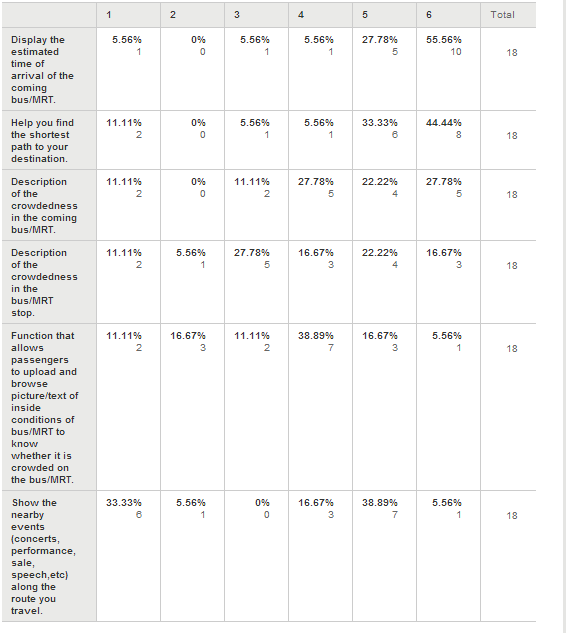 1 2 3 4 5 6 Total
Display the 5.56% 0% 5.56% 5.56% 27.78% 55.56%
estimated 1 0 1 1 5 10 18
time of
arrival of the
coming
bus/MRT.
Help you find 11.11% 0% 5.56% 5.56% 33.33% 44.44%
the shortest 2 0 1 1 6 8 18
path to your
destination.
Description 11.11% 0% 11.11% 27.78% 22.22% 27.78%
of the 2 0 2 5 4 5 18
crowdedness
in the coming
bus/MRT.
Description 11.11% 5.56% 27.78% 16.67% 22.22% 16.67%
of the 2 1 5 3 4 3 18
crowdedness
in the
bus/MRT
stop.
Function that 11.11% 16.67% 11.11% 38.89% 16.67% 5.56%
allows 2 3 2 7 3 1 18
passengers
to upload and
browse
picture/text of
inside
conditions of
bus/MRT to
know
whether it is
crowded on
the bus/MRT.
Show the 33.33% 5.56% 0% 16.67% 38.89% 5.56%
nearby 6 1 0 3 7 1 18
events
(concerts,
performance,
sale,
speech,etc)
along the
route you
travel.